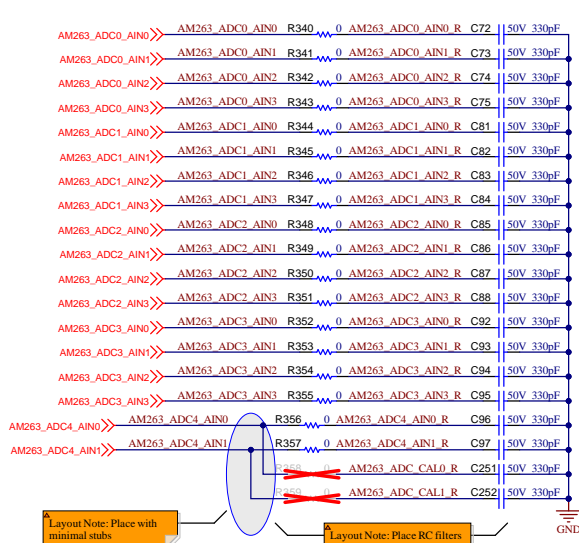 AM263_ADC0_AIN0 AM263_ADC0_AIN0 R340 0 AM263_ADC0_AIN0_R C72 50V 330pF
AM263_ADC0_AIN1 AM263_ADC0_AIN1 R341 0 AM263_ADC0_AIN1_R C73 50V 330pF
AM263_ADC0_AIN2 AM263_ADC0_AIN2 R342 0 AM263_ADC0_AIN2_R C74 50V 330pF
AM263_ADC0_AIN3 AM263_ADC0_AIN3 R343 0 AM263_ADC0_AIN3_R C75 50V 330pF
AM263_ADC1_AIN0 AM263_ADC1_AIN0 R344 0 AM263_ADC1_AIN0_R C81 50V 330pF
AM263_ADC1_AIN1 AM263_ADC1_AIN1 R345 0 AM263_ADC1_AIN1_R C82 50V 330pF
AM263_ADC1_AIN2 AM263_ADC1_AIN2 R346 0 AM263_ADC1_AIN2_R C83 50V 330pF
AM263_ADC1_AIN3 AM263_ADC1_AIN3 R347 0 AM263_ADC1_AIN3_R C84 50V 330pF
AM263_ADC2_AIN0 AM263_ADC2_AIN0 R348 0 AM263_ADC2_AIN0_R C85 50V 330pF
AM263_ADC2_AIN1 AM263_ADC2_AIN1 R349 0 AM263_ADC2_AIN1_R C86 50V 330pF
AM263_ADC2_AIN2 AM263_ADC2_AIN2 R350 0 AM263_ADC2_AIN2_R C87 50V 330pF
AM263_ADC2_AIN3 AM263_ADC2_AIN3 R351 0 AM263_ADC2_AIN3_R C88 50V 330pF
AM263_ADC3_AIN0 AM263_ADC3_AIN0 R352 0 AM263_ADC3_AIN0_R C92 50V 330pF
AM263_ADC3_AIN1 AM263_ADC3_AIN1 R353 0 AM263_ADC3_AIN1_R C93 50V 330pF
AM263_ADC3_AIN2 AM263_ADC3_AIN2 R354 0 AM263_ADC3_AIN2_R C94 50V 330pF
AM263_ADC3_AIN3 AM263_ADC3_AIN3 R355 0 AM263_ADC3_AIN3_R C95 50V 330pF
AM263_ADC4_AIN0 AM263_ADC4_AIN0 R356 0 AM263_ADC4_AIN0_R C96 50V 330pF
AM263_ADC4_AIN1 AM263_ADC4_AIN1 R357 0 AM263_ADC4_AIN1_R C97 50V 330pF
R358 0 AM263_ADC_CAL0_R C251 50V 330pF
R359 0 AM263_ADC_CAL1_R C252 50V 330pF
GND
Layout Note: Place with
minimal stubs
Layout Note: Place RC filters